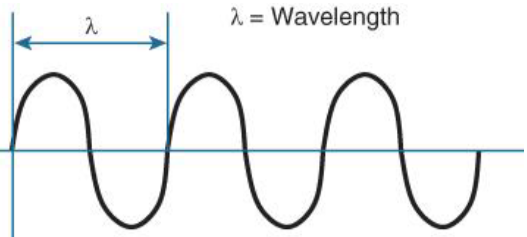 λ = Wavelength
λ